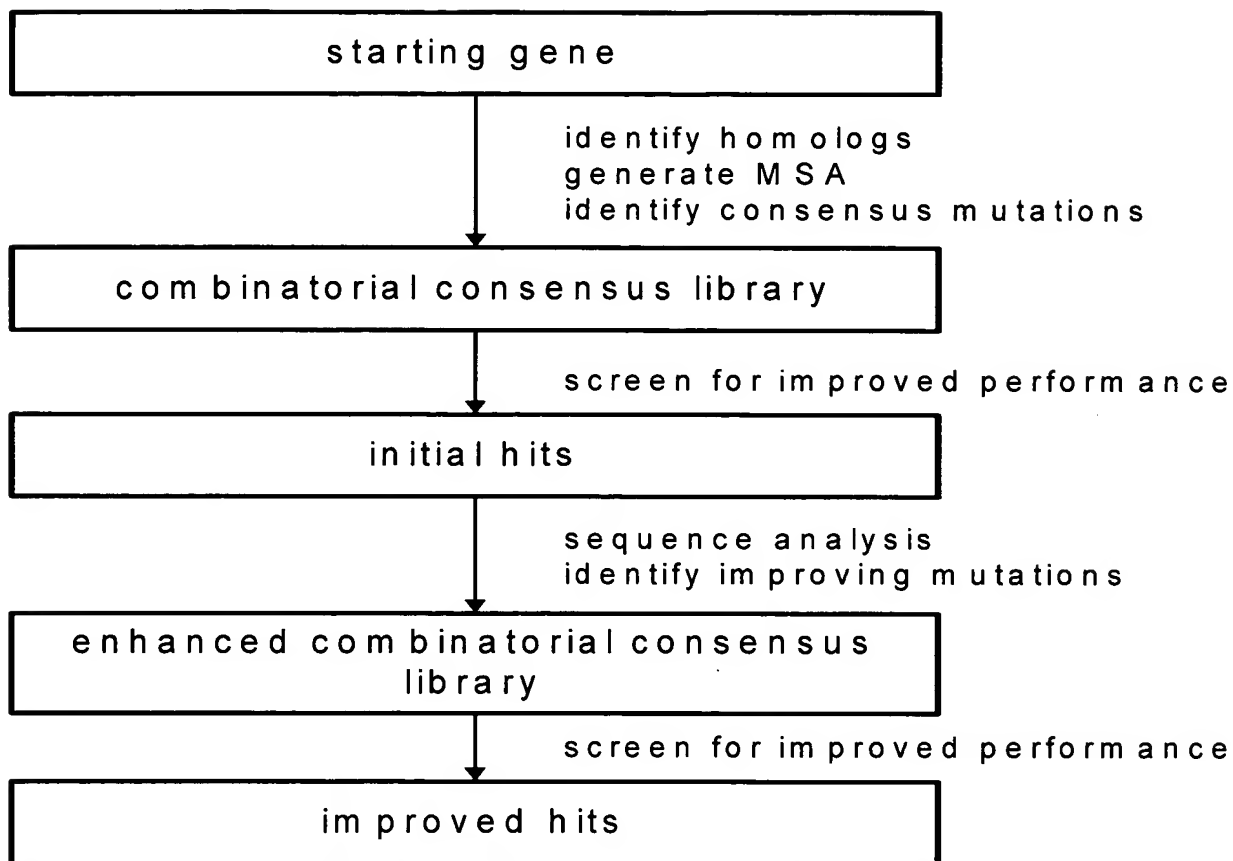 starting gene
identify homologs
generate MSA
identify consensus mutations
combinatorial consensus library
screen for improved performance
initial hits
sequence analysis
identify improving mutations
enhanced combinatorial consensus
library
screen for improved performance
improved hits